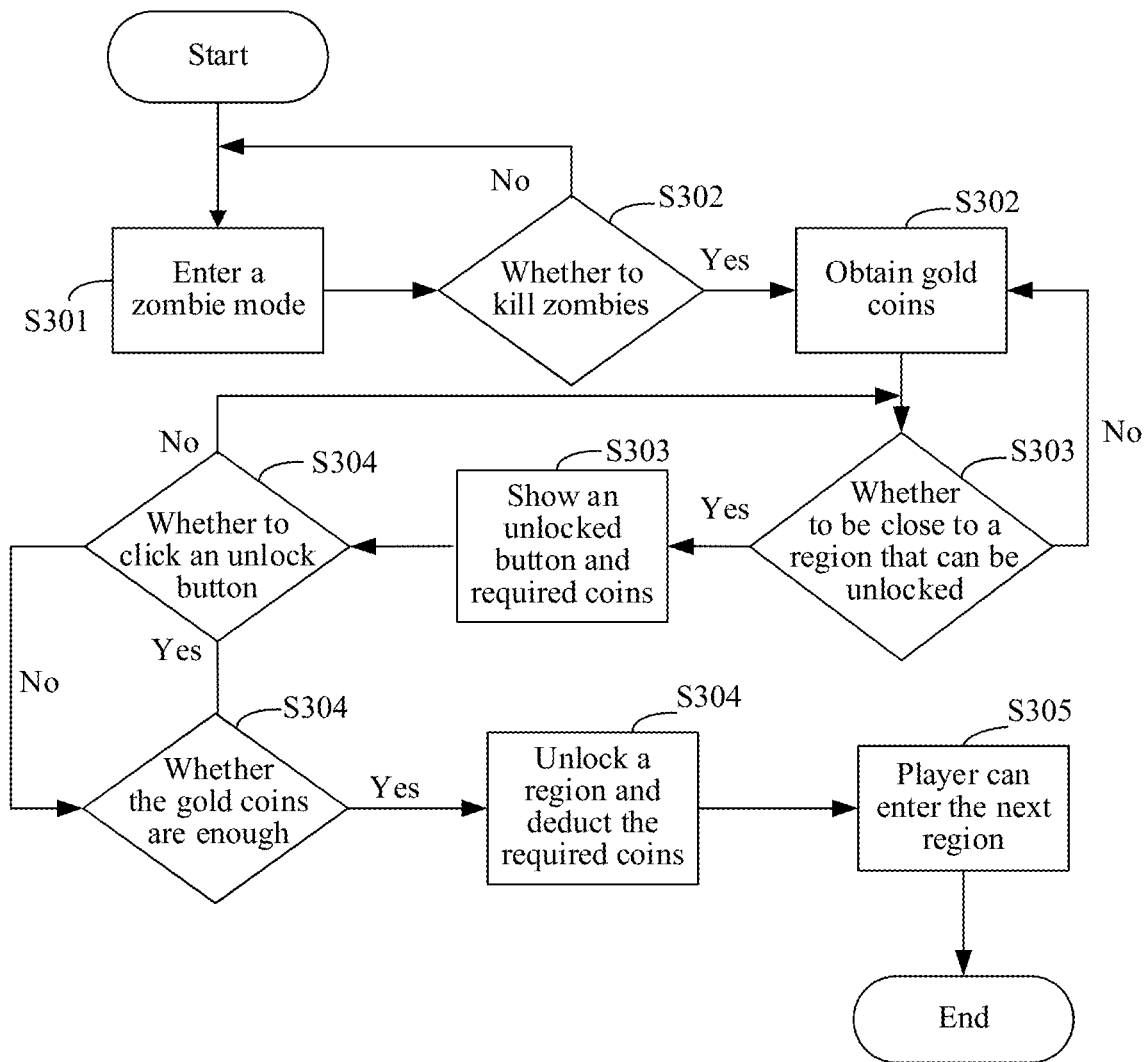 Start
No
S302
S302
Enter a
zombie mode
S301
Whether to
kill zombies
Yes
Obtain gold
coins
No
No
S304
S303
S303
Whether to
click an unlock
button
Show an
unlocked
button and
required coins
Yes
Whether
to be close to a
region that can be
unlocked
Yes
No
S304
S304
S305
Whether
the gold coins
are enough
Yes
Unlock a
region and
deduct the
required coins
Player can
enter the next
region
End